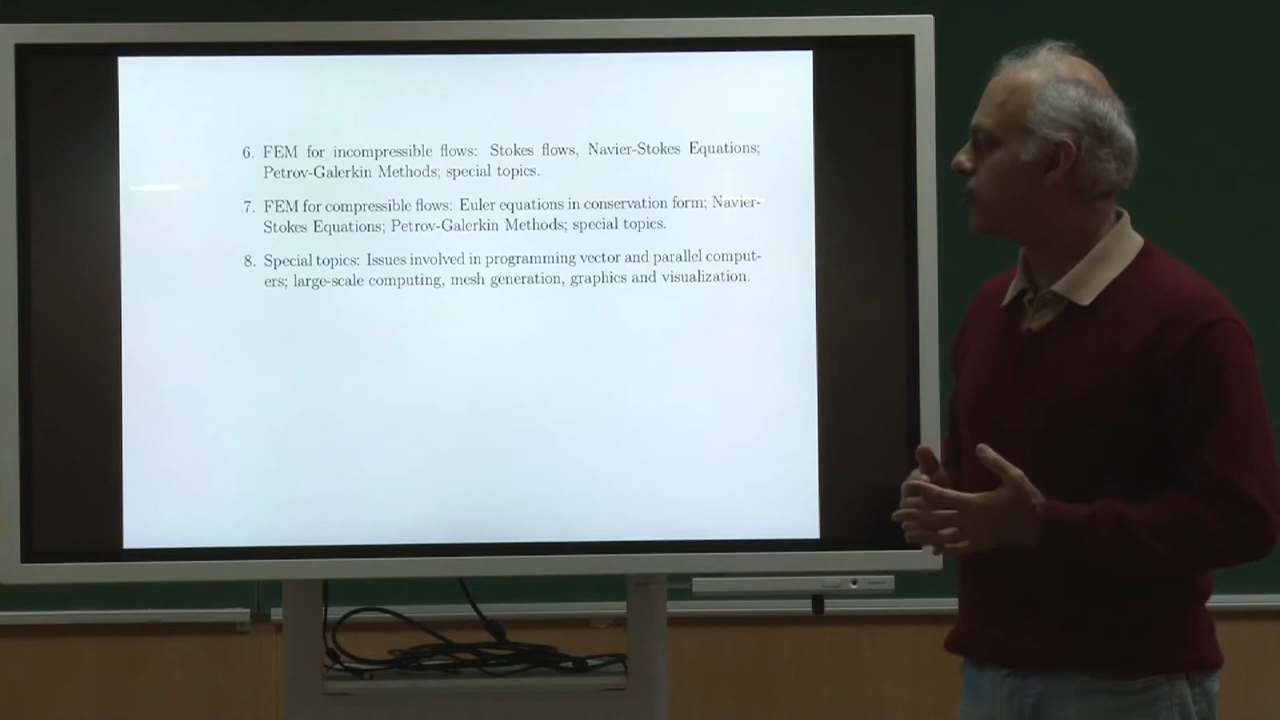 6. FEM for incompressible flows: Stokes flows, Navier-Stokes Equations;
Petrov-Galerkin Methods; special topics.
7. FEM for compressible flows: Euler equations in conservation form; Navier-
Stokes Equations; Petrov-Galerkin Methods; special topics.
8. Special topics: Issues involved in programming vector and parallel comput-
ers; large-scale computing, mesh generation, graphics and visualization.